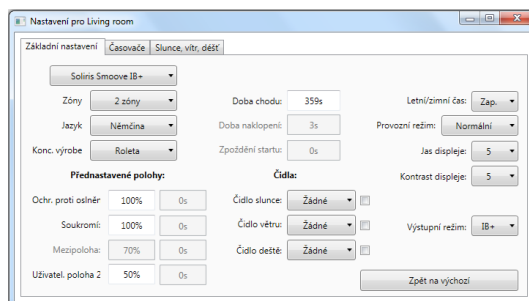 Nastavení pro Living room
Základní nastavení Časovače Slunce, vítr, déšť
Soliris Smoove IB+
Zóny 2 zóny Doba chodu: 359s Letní/zimní čas: Zap.
Jazyk Němčina Doba naklopení: 3s Provozní režim: Normální
Konc. výrobe Roleta Zpoždění startu: 0s Jas displeje: 5
Přednastavené polohy: Čidla: Kontrast displeje: 5
Ochr. proti oslněr 100% 0s Čidlo slunce: Žádné
Soukromí: 100% 0s Čidlo větru: Žádné Výstupní režim: IB+
Mezipoloha: 70% 0s Čidlo deště: Žádné
Uživatel. poloha 2 50% 0s Zpět na výchozí